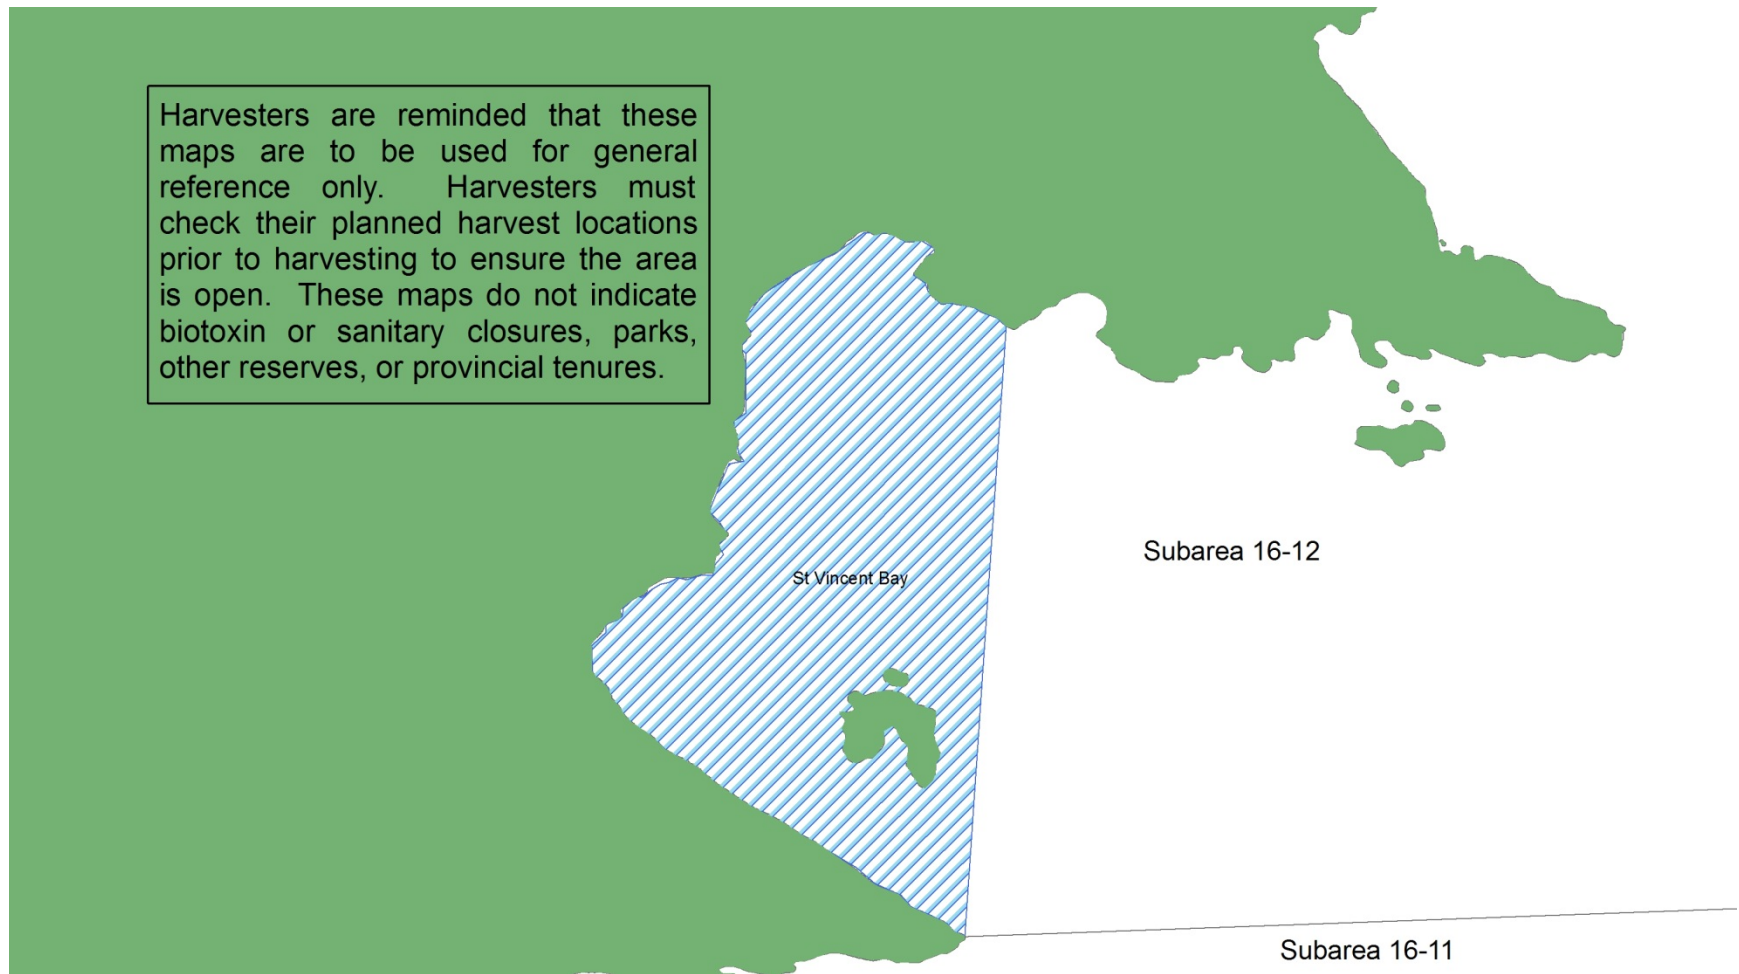 Harvesters are reminded that these
maps are to be used for general
reference only. Harvesters must
check their planned harvest locations
prior to harvesting to ensure the area
is open. These maps do not indicate
biotoxin or sanitary closures, parks,
other reserves, or provincial tenures.
Subarea 16-12
St Vincent Bay
Subarea 16-11